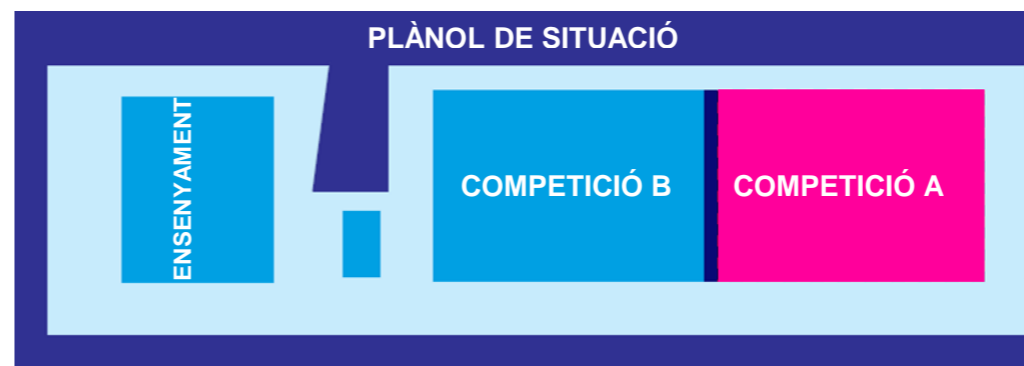 PLÀNOL DE SITUACIÓ
ENSENYAMENT
COMPETICIÓ B
COMPETICIÓ A